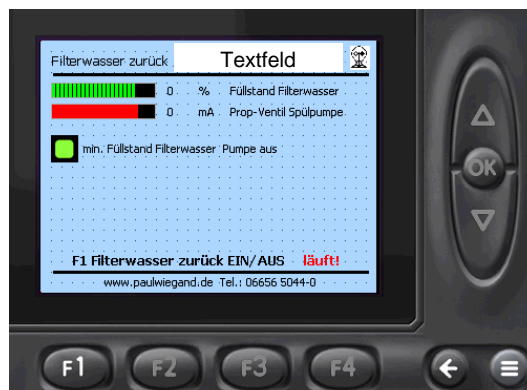 Filterwasser zurück Textfeld
0 % Füllstand Filterwasser
0 mA Prop-Ventil Spülpumpe
min. Füllstand Filterwasser Pumpe aus
F1 Filterwasser zurück EIN/AUS läuft!
www.paulwiegand.de Tel.: 06656 5044-0
OK
F1 F2 F3 F4